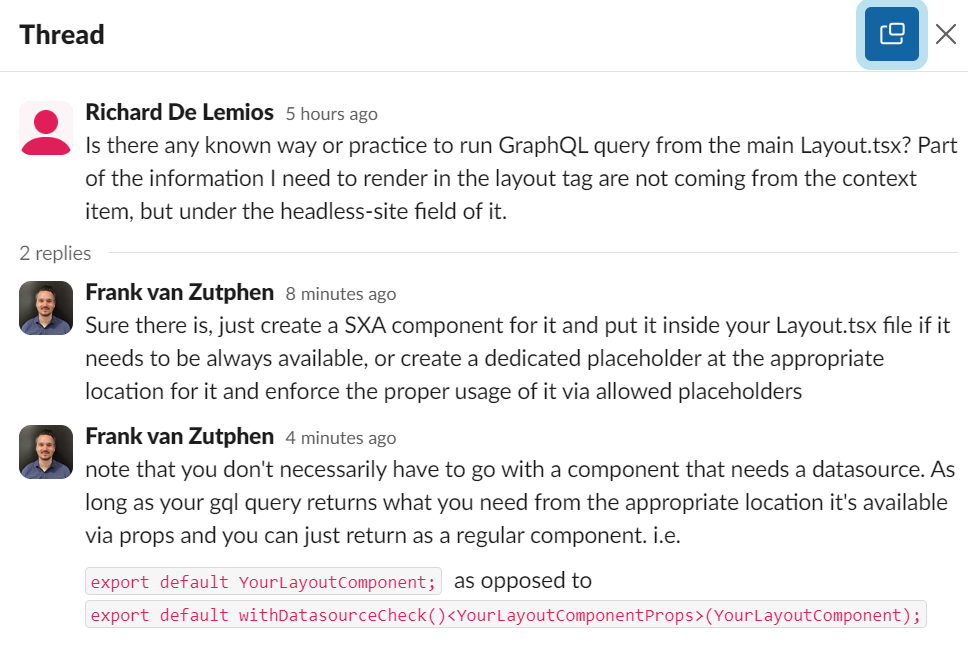 Thread
Richard De Lemios 5 hours ago
Is there any known way or practice to run GraphQL query from the main Layout.tsx? Part
of the information I need to render in the layout tag are not coming from the context
item, but under the headless-site field of it.
2 replies
Frank van Zutphen 8 minutes ago
Sure there is, just create a SXA component for it and put it inside your Layout.tsx file if it
needs to be always available, or create a dedicated placeholder at the appropriate
location for it and enforce the proper usage of it via allowed placeholders
Frank van Zutphen 4 minutes ago
note that you don't necessarily have to go with a component that needs a datasource. As
long as your gql query returns what you need from the appropriate location it's available
via props and you can just return as a regular component. i.e.
export default YourLayoutComponent; as opposed to
export default withDatasourceCheck()<YourLayoutComponentProps>(YourLayoutComponent);